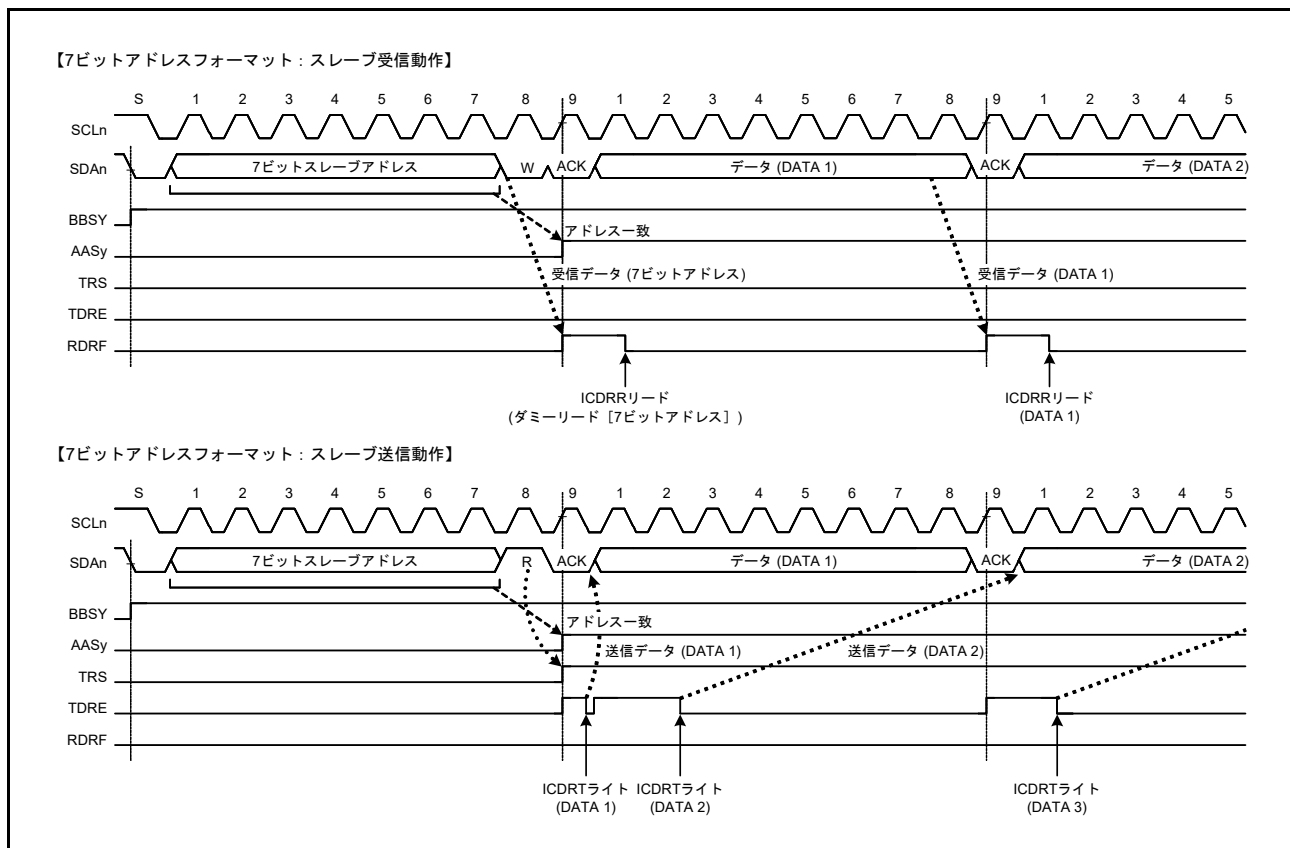 【7ビットアドレスフォーマット：スレーブ受信動作】
S 1 2 3 4 5 6 7 8 9 1 2 3 4 5 6 7 8 9 1 2 3 4 5
SCLn
SDAn 7ビットスレーブアドレス W ACK データ (DATA 1) ACK データ (DATA 2)
BBSY
アドレス一致
AASy
受信データ (7ビットアドレス) 受信データ (DATA 1)
TRS
TDRE
RDRF
ICDRRリード ICDRRリード
(ダミーリード［7ビットアドレス］) (DATA 1)
【7ビットアドレスフォーマット：スレーブ送信動作】
S 1 2 3 4 5 6 7 8 9 1 2 3 4 5 6 7 8 9 1 2 3 4 5
SCLn
SDAn 7ビットスレーブアドレス R ACK データ (DATA 1) ACK データ (DATA 2)
BBSY
アドレス一致
AASy
送信データ (DATA 1) 送信データ (DATA 2)
TRS
TDRE
RDRF
ICDRTライト ICDRTライト ICDRTライト
(DATA 1) (DATA 2) (DATA 3)